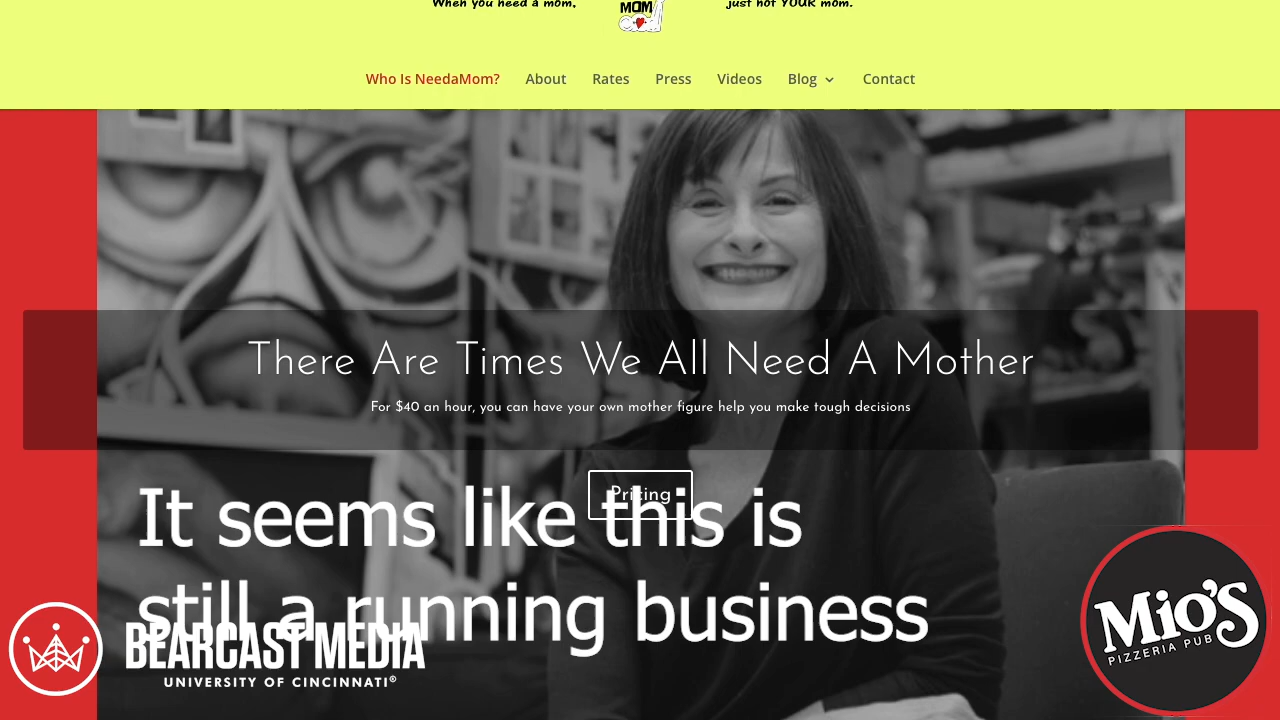 When you need a mom,
MOM
just not YOUR mom.
Who Is NeedaMom? About Rates Press Videos Blog Contact
There Are Times We All Need A Mother
For $40 an hour, you can have your own mother figure help you make tough decisions
Pricing
It seems like this is
still a running business
BEARCAST MEDIA
UNIVERSITY OF CINCINNATI®
Mio's
PIZZERIA PUB